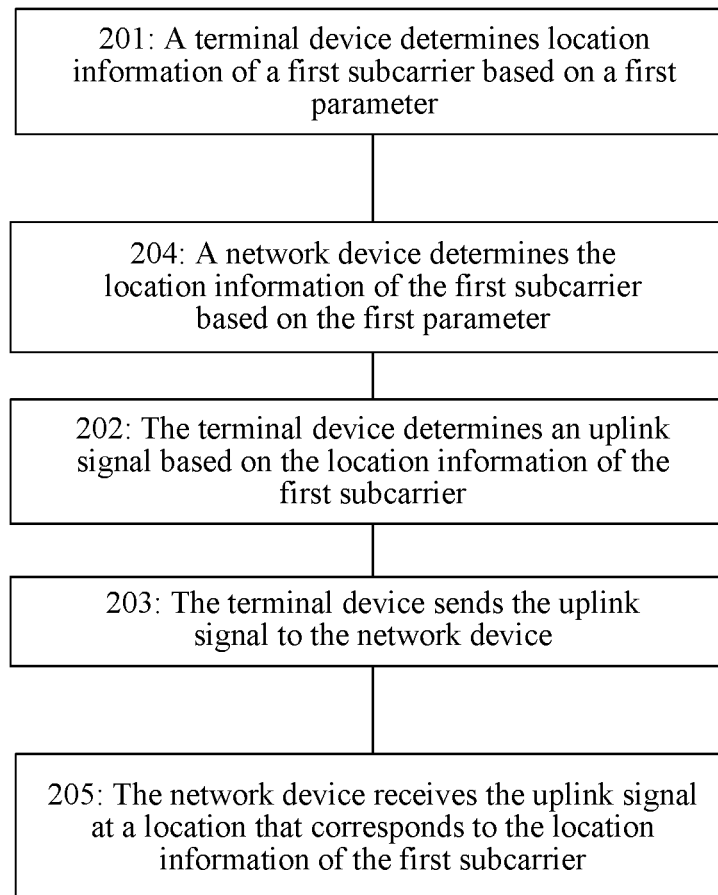 201: A terminal device determines location
information of a first subcarrier based on a first
parameter
204: A network device determines the
location information of the first subcarrier
based on the first parameter
202: The terminal device determines an uplink
signal based on the location information of the
first subcarrier
203: The terminal device sends the uplink
signal to the network device
205: The network device receives the uplink signal
at a location that corresponds to the location
information of the first subcarrier